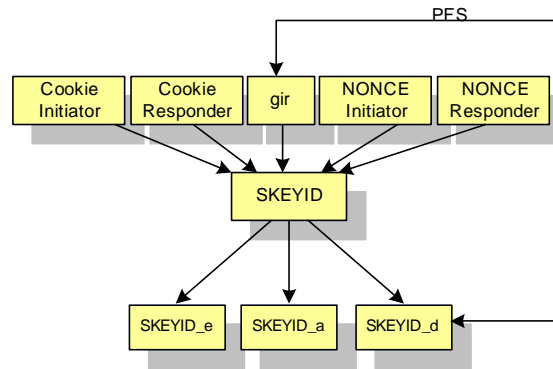 PFS
Cookie
Initiator
Cookie
Responder
gir
NONCE
Initiator
NONCE
Responder
SKEYID
SKEYID_e
SKEYID_a
SKEYID_d